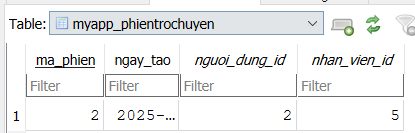 Table: myapp_phientrochuyen
ma_phien ngay_tao nguoi_dung_id nhan_vien_id
Filter Filter Filter Filter
1 2 2025-... 2 5